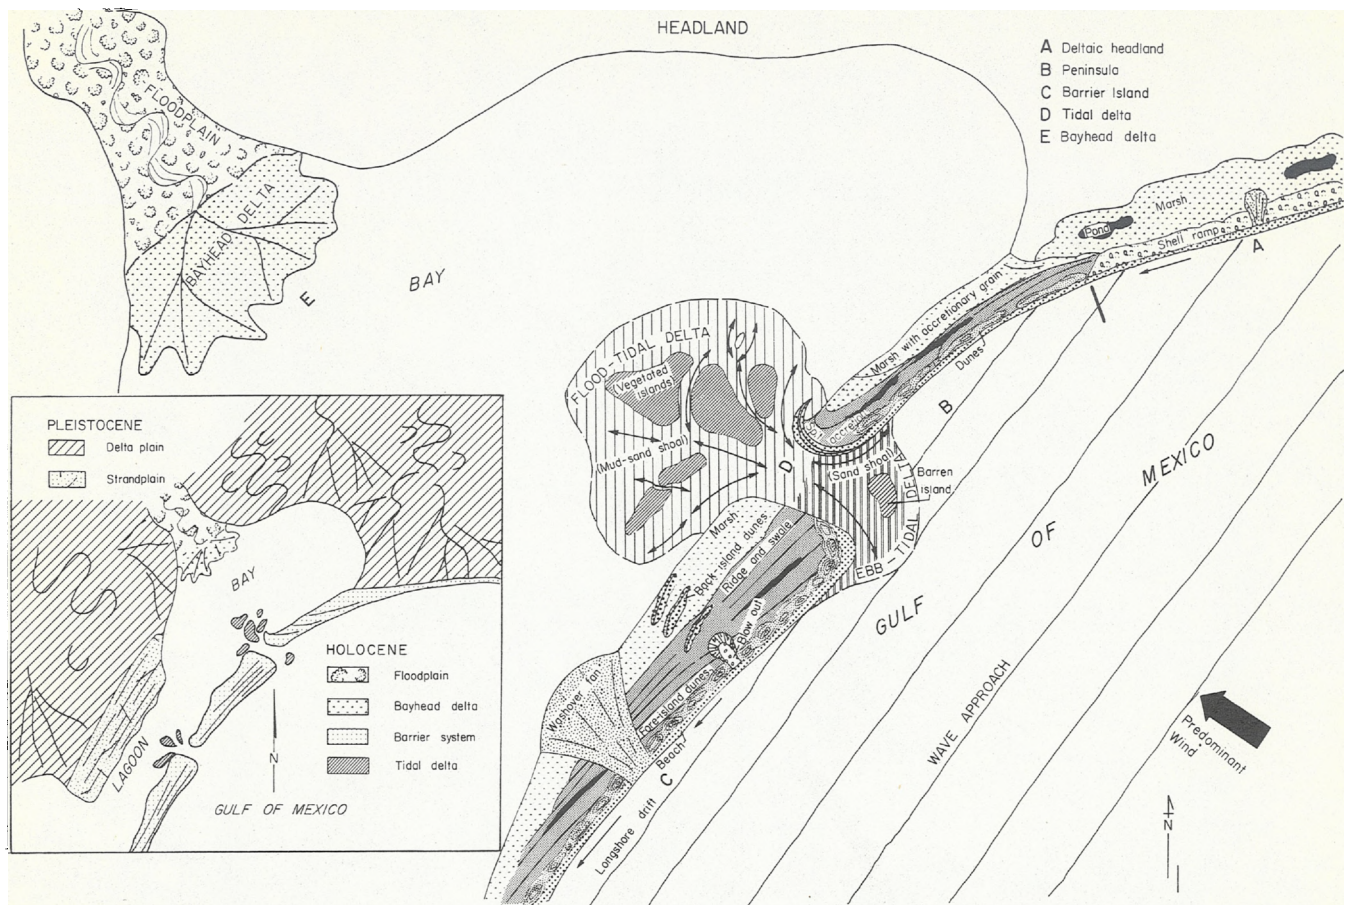 HEADLAND
A Deltaic headland
B Peninsula
C Barrier Island
D Tidal delta
E Bayhead delta
FLOODPLAIN
BAYHEAD DELTA
E
BAY
Marsh
Pond
Shell ramp
A
Marsh with accretionary grain
Dunes
B
accretion
FLOOD-TIDAL DELTA
(Vegetated
Islands)
(Mud-sand shoal)
D
(Sand shoal)
Barren
Island
EBB TIDAL DELTA
Marsh
Back-island dunes
Ridge and swale
Blow out
Washover fan
Fore-island dunes
Beach
C
Longshore drift
GULF OF MEXICO
WAVE APPROACH
Predominant
Wind
N
PLEISTOCENE
Delta plain
Strandplain
BAY
HOLOCENE
Floodplain
Bayhead delta
Barrier system
Tidal delta
LAGOON
N
GULF OF MEXICO